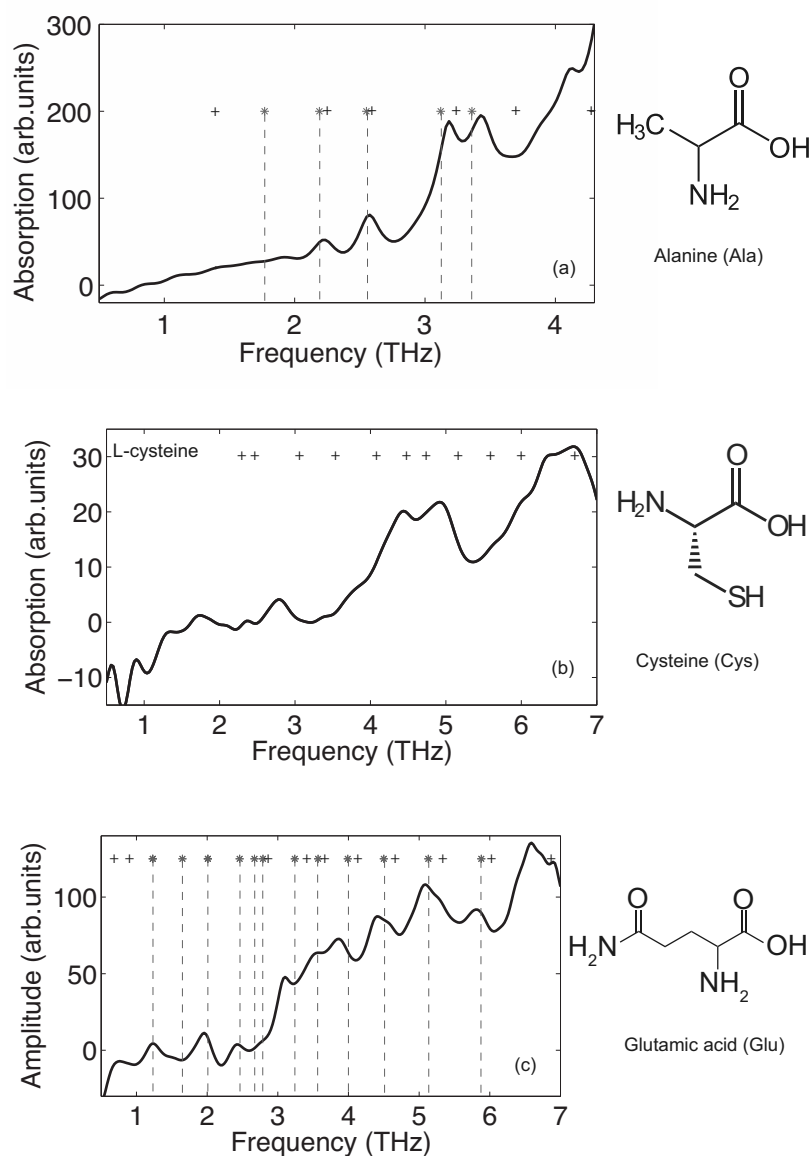 300
200
100
0
Absorption (arb.units)
1 2 3 4
Frequency (THz)
(a)
O
H₃C
OH
NH₂
Alanine (Ala)
30
20
10
0
−10
Absorption (arb.units)
L-cysteine
1 2 3 4 5 6 7
Frequency (THz)
(b)
O
H₂N
OH
SH
Cysteine (Cys)
100
50
0
Amplitude (arb.units)
1 2 3 4 5 6 7
Frequency (THz)
(c)
O O
H₂N OH
NH₂
Glutamic acid (Glu)